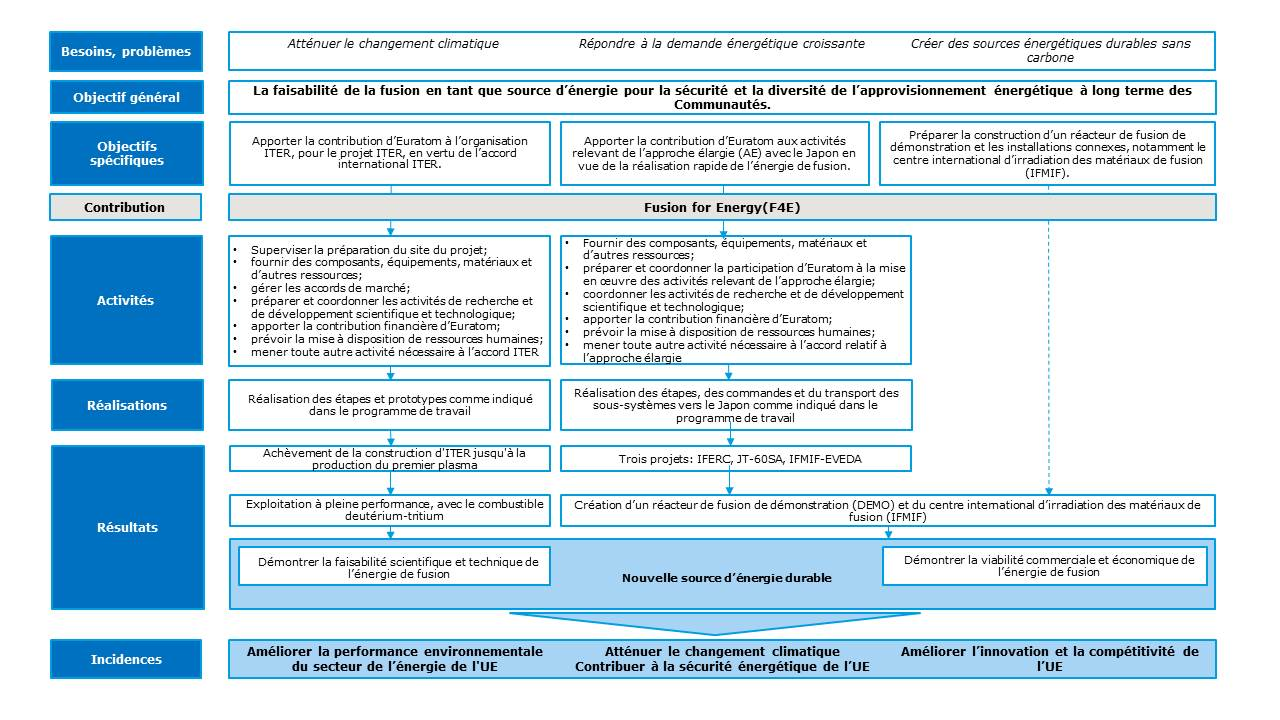 Besoins, problèmes
Atténuer le changement climatique
Répondre à la demande énergétique croissante
Créer des sources énergétiques durables sans
carbone
Objectif général
La faisabilité de la fusion en tant que source d’énergie pour la sécurité et la diversité de l’approvisionnement énergétique à long terme des
Communautés.
Objectifs
spécifiques
Apporter la contribution d’Euratom à l’organisation
ITER, pour le projet ITER, en vertu de l’accord
international ITER.
Apporter la contribution d’Euratom aux activités
relevant de l’approche élargie (AE) avec le Japon en
vue de la réalisation rapide de l’énergie de fusion.
Préparer la construction d’un réacteur de fusion de
démonstration et les installations connexes, notamment le
centre international d’irradiation des matériaux de fusion
(IFMIF).
Contribution
Fusion for Energy(F4E)
Activités
• Superviser la préparation du site du projet;
• fournir des composants, équipements, matériaux et
d’autres ressources;
• gérer les accords de marché;
• préparer et coordonner les activités de recherche et
de développement scientifique et technologique;
• apporter la contribution financière d’Euratom;
• prévoir la mise à disposition de ressources humaines;
• mener toute autre activité nécessaire à l’accord ITER
• Fournir des composants, équipements, matériaux et
d’autres ressources;
• préparer et coordonner la participation d’Euratom à la mise
en œuvre des activités relevant de l’approche élargie;
• coordonner les activités de recherche et de développement
scientifique et technologique;
• apporter la contribution financière d’Euratom;
• prévoir la mise à disposition de ressources humaines;
• mener toute autre activité nécessaire à l’accord relatif à
l’approche élargie
Réalisations
Réalisation des étapes et prototypes comme indiqué
dans le programme de travail
Réalisation des étapes, des commandes et du transport des
sous-systèmes vers le Japon comme indiqué dans le
programme de travail
Résultats
Achèvement de la construction d'ITER jusqu'à la
production du premier plasma
Trois projets: IFERC, JT-60SA, IFMIF-EVEDA
Exploitation à pleine performance, avec le combustible
deutérium-tritium
Création d’un réacteur de fusion de démonstration (DEMO) et du centre international d’irradiation des matériaux de
fusion (IFMIF)
Démontrer la faisabilité scientifique et technique de
l’énergie de fusion
Nouvelle source d’énergie durable
Démontrer la viabilité commerciale et économique de
l’énergie de fusion
Incidences
Améliorer la performance environnementale
du secteur de l’énergie de l'UE
Atténuer le changement climatique
Contribuer à la sécurité énergétique de l’UE
Améliorer l’innovation et la compétitivité de
l’UE